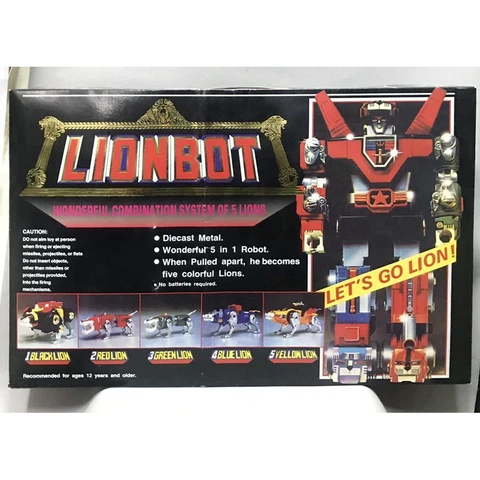 LIONBOT
WONDERFUL COMBINATION SYSTEM OF 5 LIONS
CAUTION:
DO not aim toy at person
when firing or ejecting
missiles, projectiles, or fists
Do not insert objects,
other than missiles or
projectiles provided,
into the firing
mechanisms.
• Diecast Metal.
• Wonderful 5 in 1 Robot.
• When Pulled apart, he becomes
five colorful Lions.
• No batteries required.
LET'S GO LION!
1 BLACK LION
2 RED LION
3 GREEN LION
4 BLUE LION
5 YELLOW LION
Recommended for ages 12 years and older.